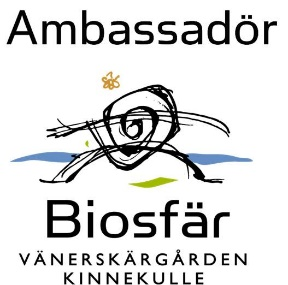 Ambassadör
Biosfär
VÄNERSKÄRGÅRDEN
KINNEKULLE